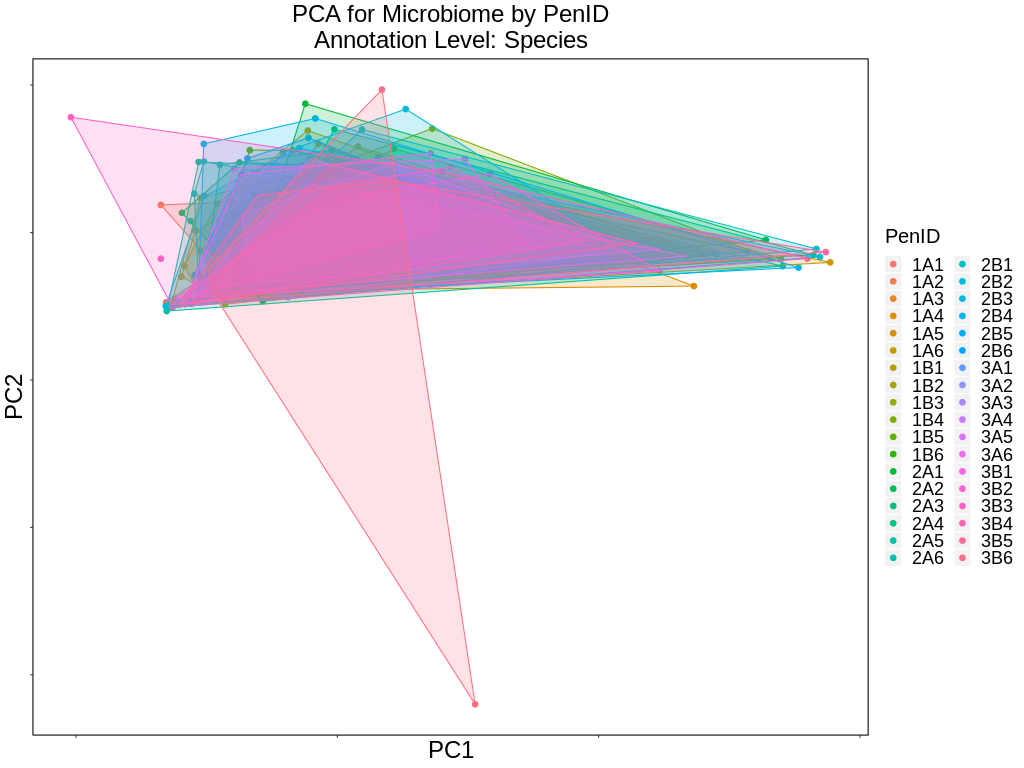 PCA for Microbiome by PenID
Annotation Level: Species
PC2
PC1
PenID
1A1
1A2
1A3
1A4
1A5
1A6
1B1
1B2
1B3
1B4
1B5
1B6
2A1
2A2
2A3
2A4
2A5
2A6
2B1
2B2
2B3
2B4
2B5
2B6
3A1
3A2
3A3
3A4
3A5
3A6
3B1
3B2
3B3
3B4
3B5
3B6